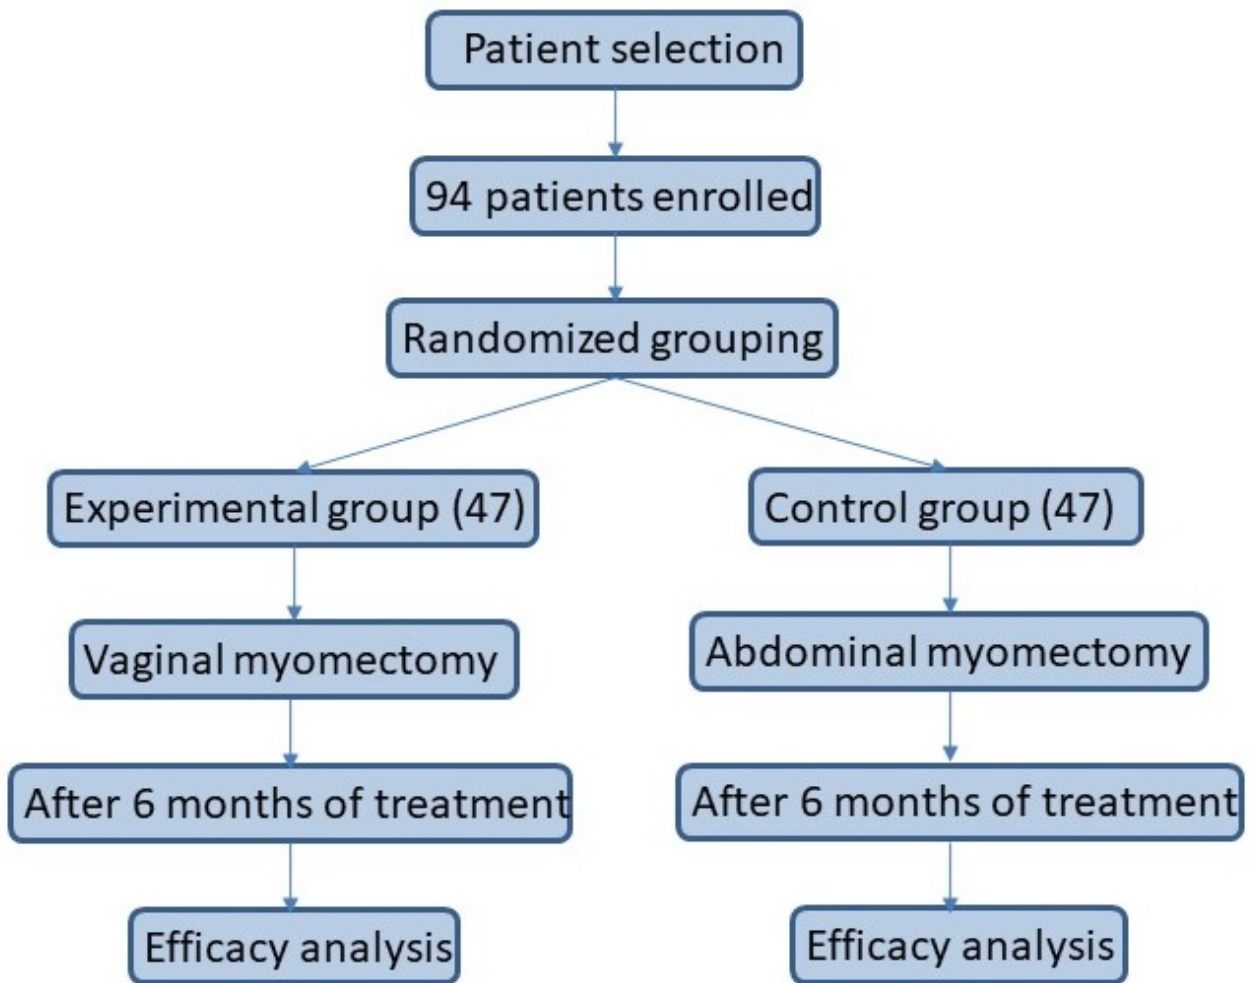 Patient selection
94 patients enrolled
Randomized grouping
Experimental group (47)
Control group (47)
Vaginal myomectomy
Abdominal myomectomy
After 6 months of treatment
After 6 months of treatment
Efficacy analysis
Efficacy analysis